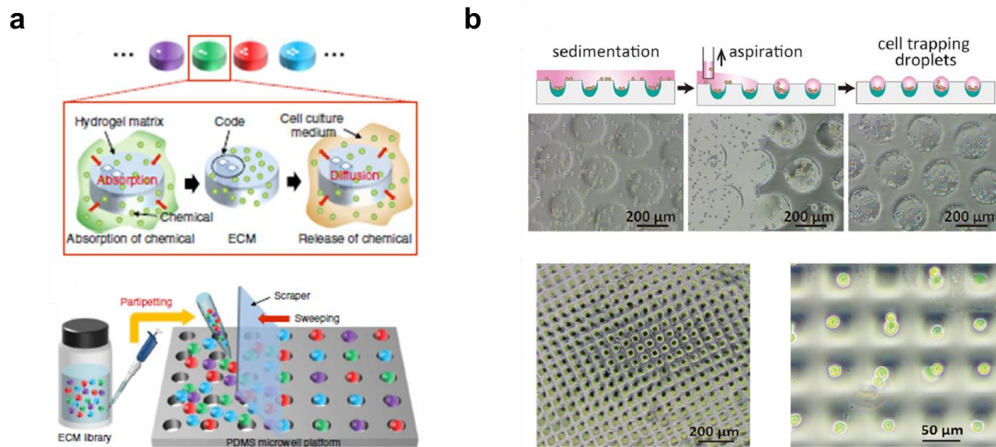 a
Hydrogel matrix
Code
Cell culture
medium
Absorption
Diffusion
Chemical
Absorption of chemical
ECM
Release of chemical
Partipetting
Scraper
Sweeping
ECM library
PDMS microwell platform
b
sedimentation
aspiration
cell trapping
droplets
200 µm
200 µm
200 µm
200 µm
50 µm